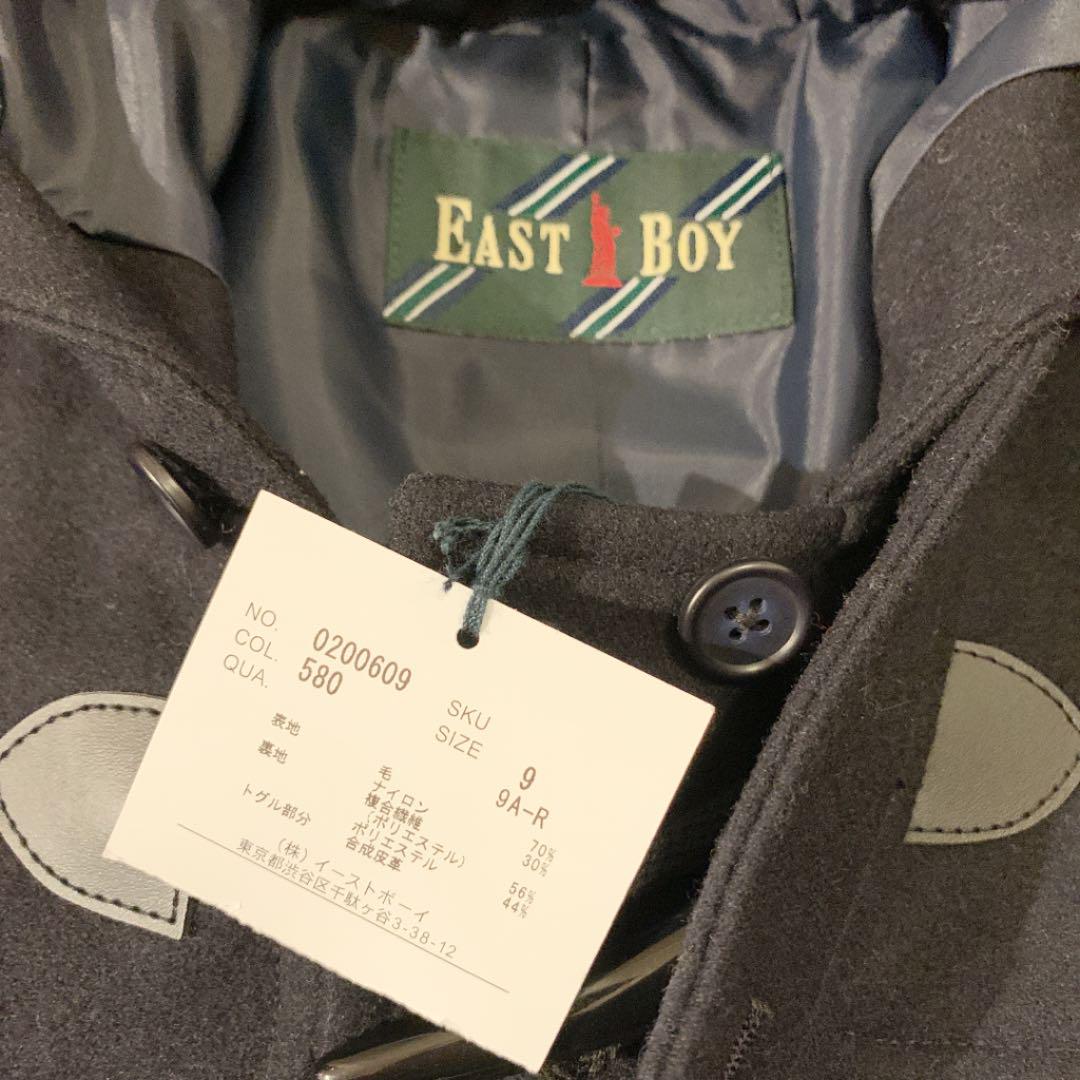 EAST BOY
NO. 0200609
COL. 580
QUA.
SKU 9
SIZE 9A-R
表地 毛 70%
ナイロン 30%
裏地 複合繊維
(ポリエステル) 56%
ポリエステル 44%
トグル部分 合成皮革
(株)イーストボーイ
東京都渋谷区千駄ヶ谷3-38-12